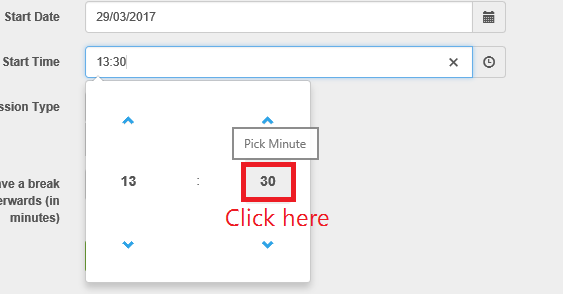 Start Date
29/03/2017
Start Time
13:30
ssion Type
Pick Minute
13 : 30
ve a break
erwards (in
minutes)
Click here